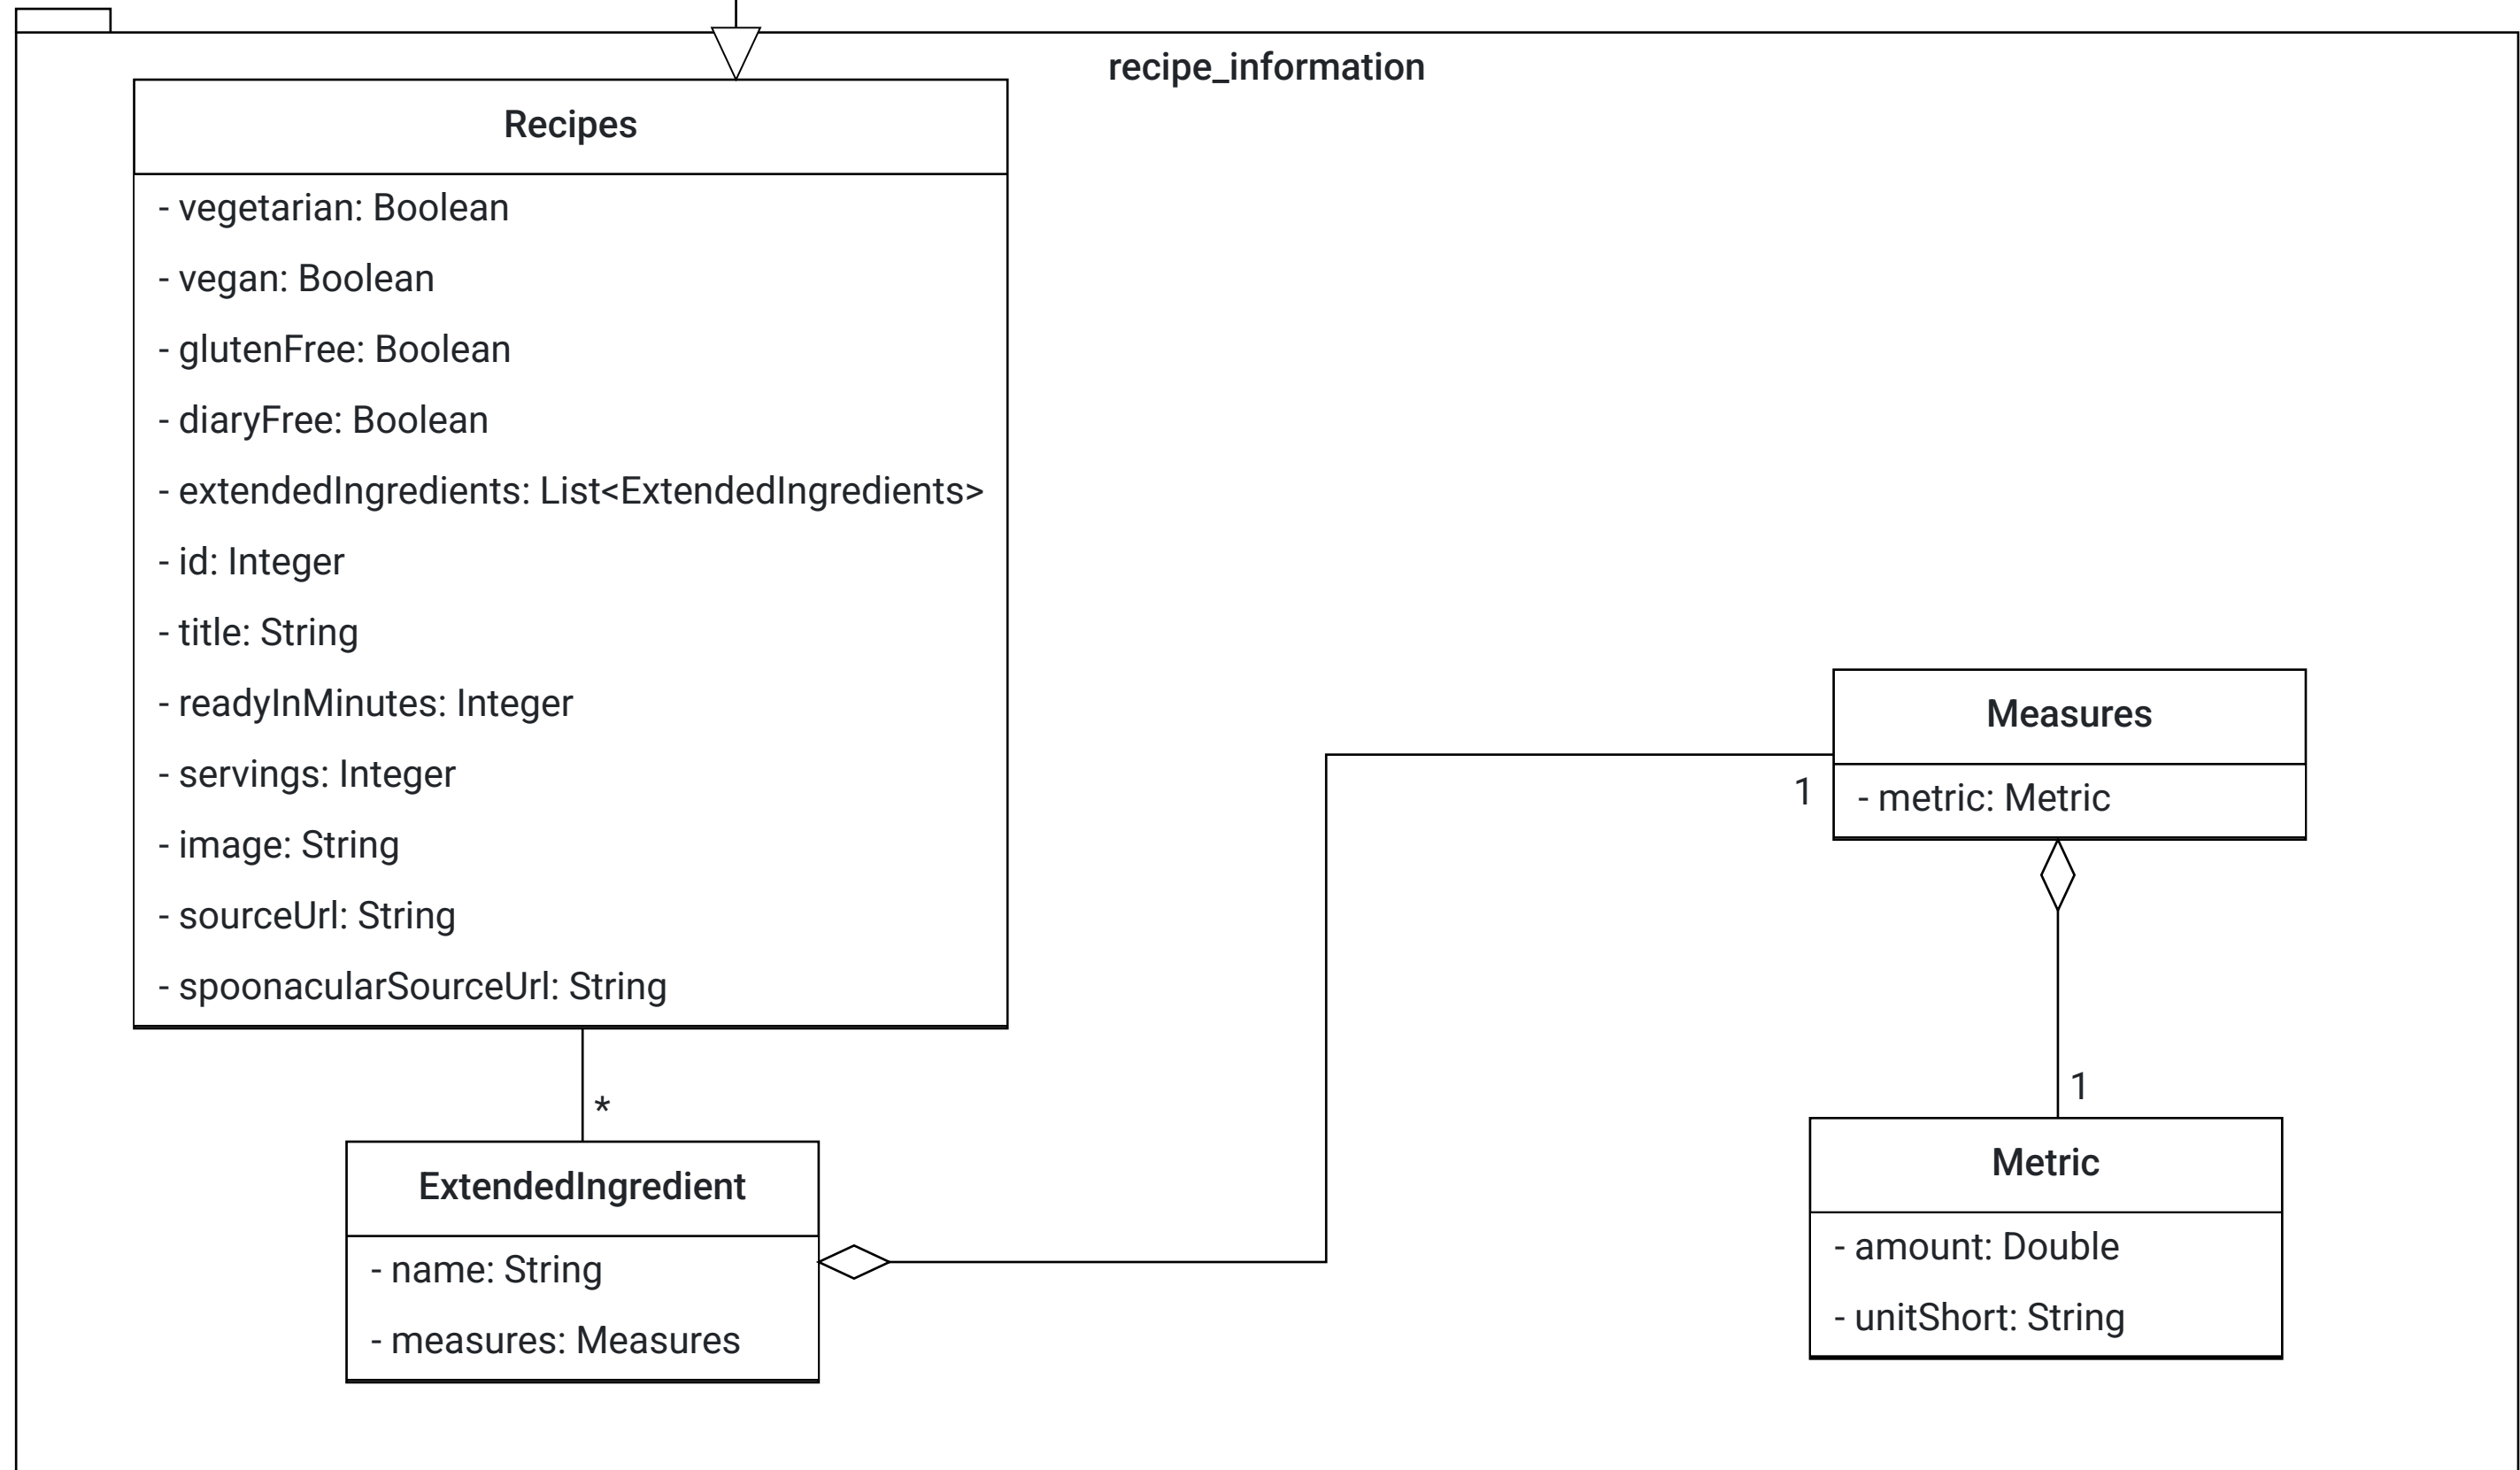 recipe_information
Recipes
- vegetarian: Boolean
- vegan: Boolean
- glutenFree: Boolean
- diaryFree: Boolean
- extendedIngredients: List<ExtendedIngredients>
- id: Integer
- title: String
- readyInMinutes: Integer
- servings: Integer
- image: String
- sourceUrl: String
- spoonacularSourceUrl: String
*
ExtendedIngredient
- name: String
- measures: Measures
Measures
- metric: Metric
1
1
Metric
- amount: Double
- unitShort: String